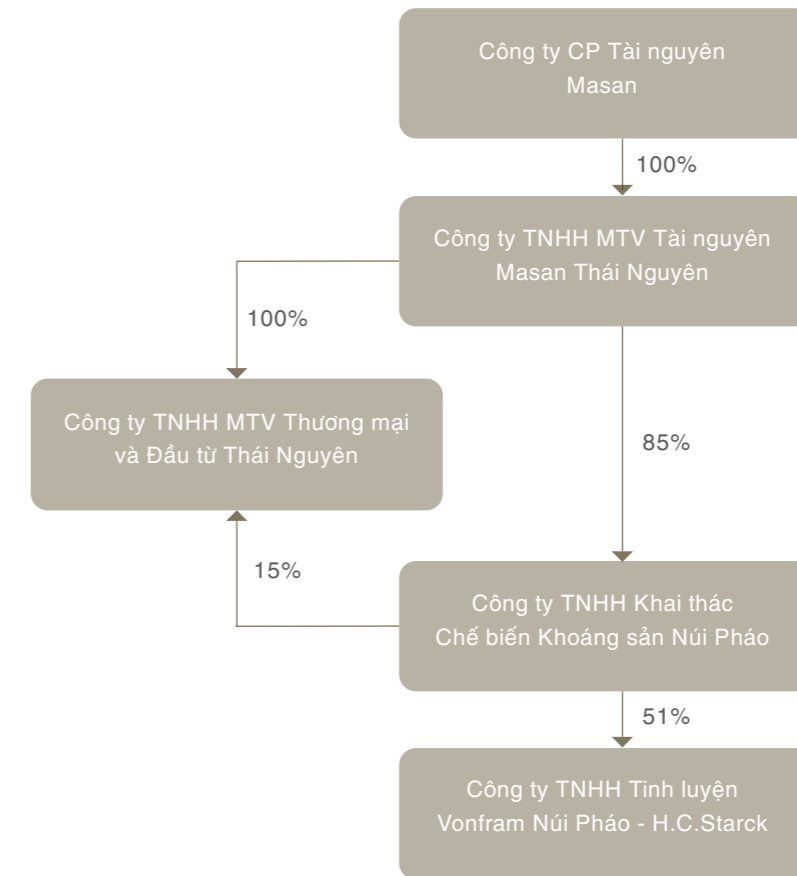 Công ty CP Tài nguyên
Masan
100%
Công ty TNHH MTV Tài nguyên
Masan Thái Nguyên
100%
Công ty TNHH MTV Thương mại
và Đầu từ Thái Nguyên
85%
15%
Công ty TNHH Khai thác
Chế biến Khoáng sản Núi Pháo
51%
Công ty TNHH Tinh luyện
Vonfram Núi Pháo - H.C.Starck